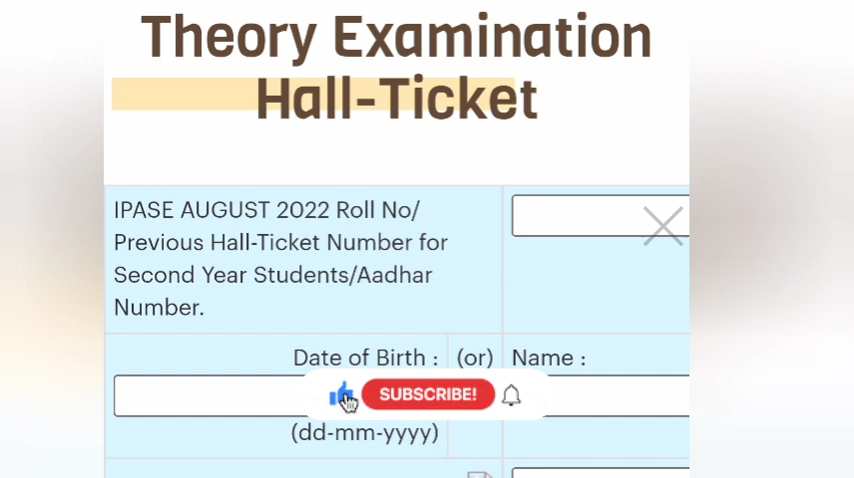 Theory Examination
Hall-Ticket
IPASE AUGUST 2022 Roll No/
Previous Hall-Ticket Number for
Second Year Students/Aadhar
Number.
Date of Birth : (or) Name :
SUBSCRIBE!
(dd-mm-yyyy)